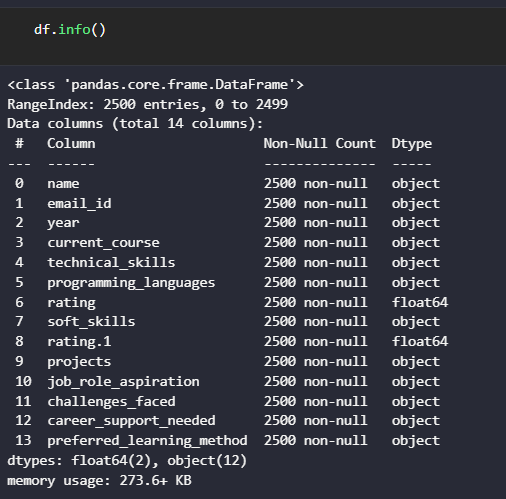 df.info()
<class 'pandas.core.frame.DataFrame'>
RangeIndex: 2500 entries, 0 to 2499
Data columns (total 14 columns):
 #   Column                     Non-Null Count  Dtype
---  ------                     --------------  -----
 0   name                       2500 non-null   object
 1   email_id                   2500 non-null   object
 2   year                       2500 non-null   object
 3   current_course             2500 non-null   object
 4   technical_skills           2500 non-null   object
 5   programming_languages      2500 non-null   object
 6   rating                     2500 non-null   float64
 7   soft_skills                2500 non-null   object
 8   rating.1                   2500 non-null   float64
 9   projects                   2500 non-null   object
 10  job_role_aspiration        2500 non-null   object
 11  challenges_faced           2500 non-null   object
 12  career_support_needed      2500 non-null   object
 13  preferred_learning_method  2500 non-null   object
dtypes: float64(2), object(12)
memory usage: 273.6+ KB